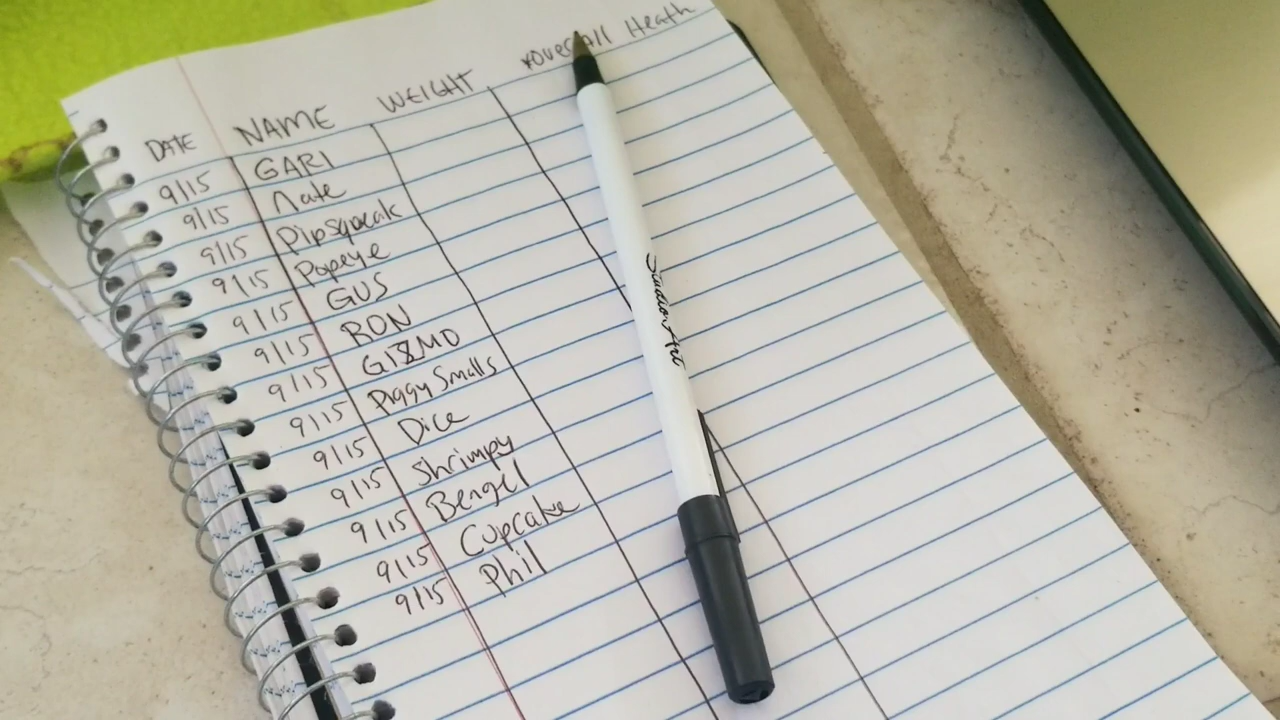 DATE NAME WEIGHT overall Heath
9/15 GARI
9/15 Nate
9/15 Pipsqueak
9/15 Popeye
9/15 GUS
9/15 RON
9/15 GIZMO
9/15 Piggy Smalls
9/15 Dice
9/15 Shrimpy
9/15 Bengel
9/15 Cupcake
9/15 Phil
Studio Art